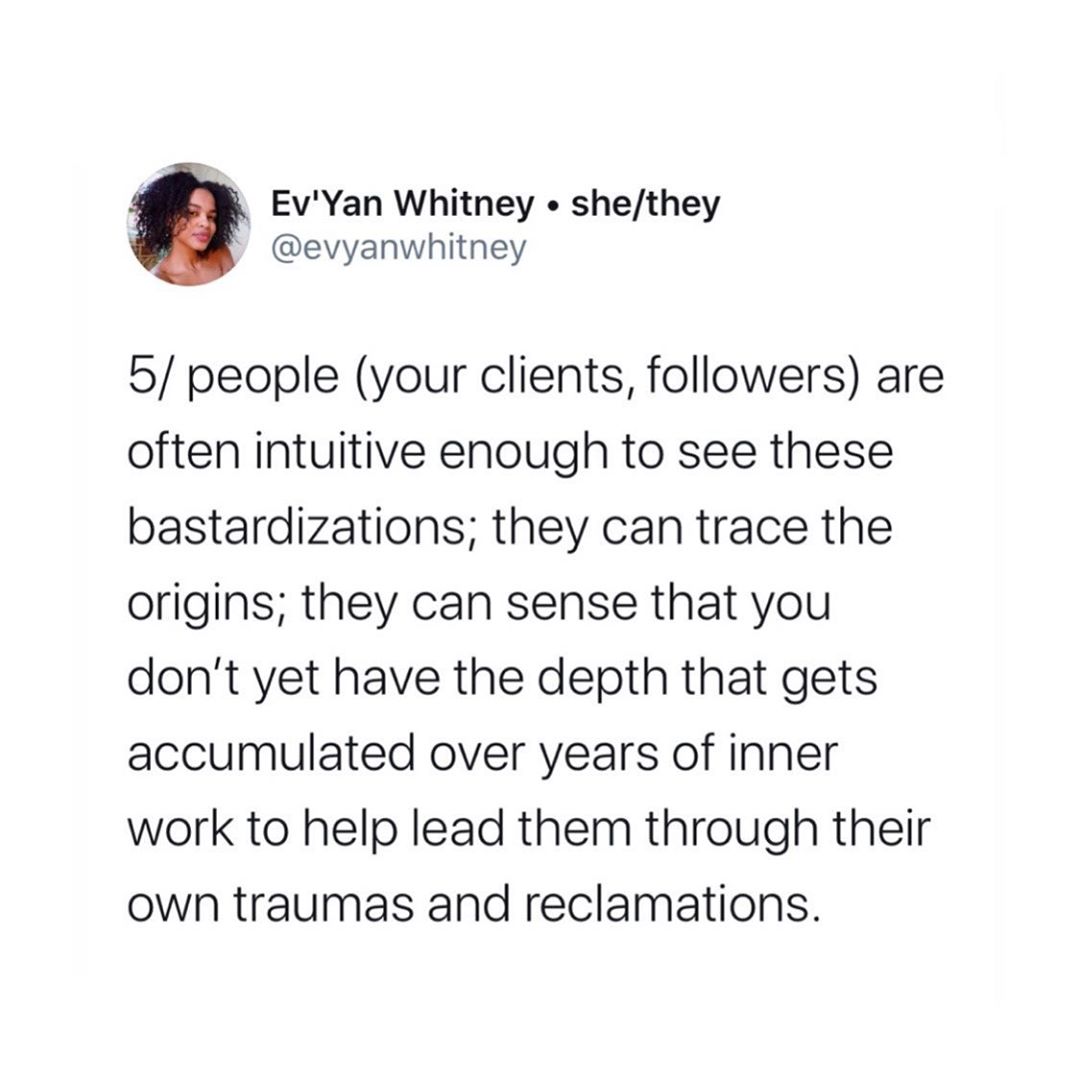 Ev'Yan Whitney • she/they
@evyanwhitney
5/ people (your clients, followers) are
often intuitive enough to see these
bastardizations; they can trace the
origins; they can sense that you
don’t yet have the depth that gets
accumulated over years of inner
work to help lead them through their
own traumas and reclamations.